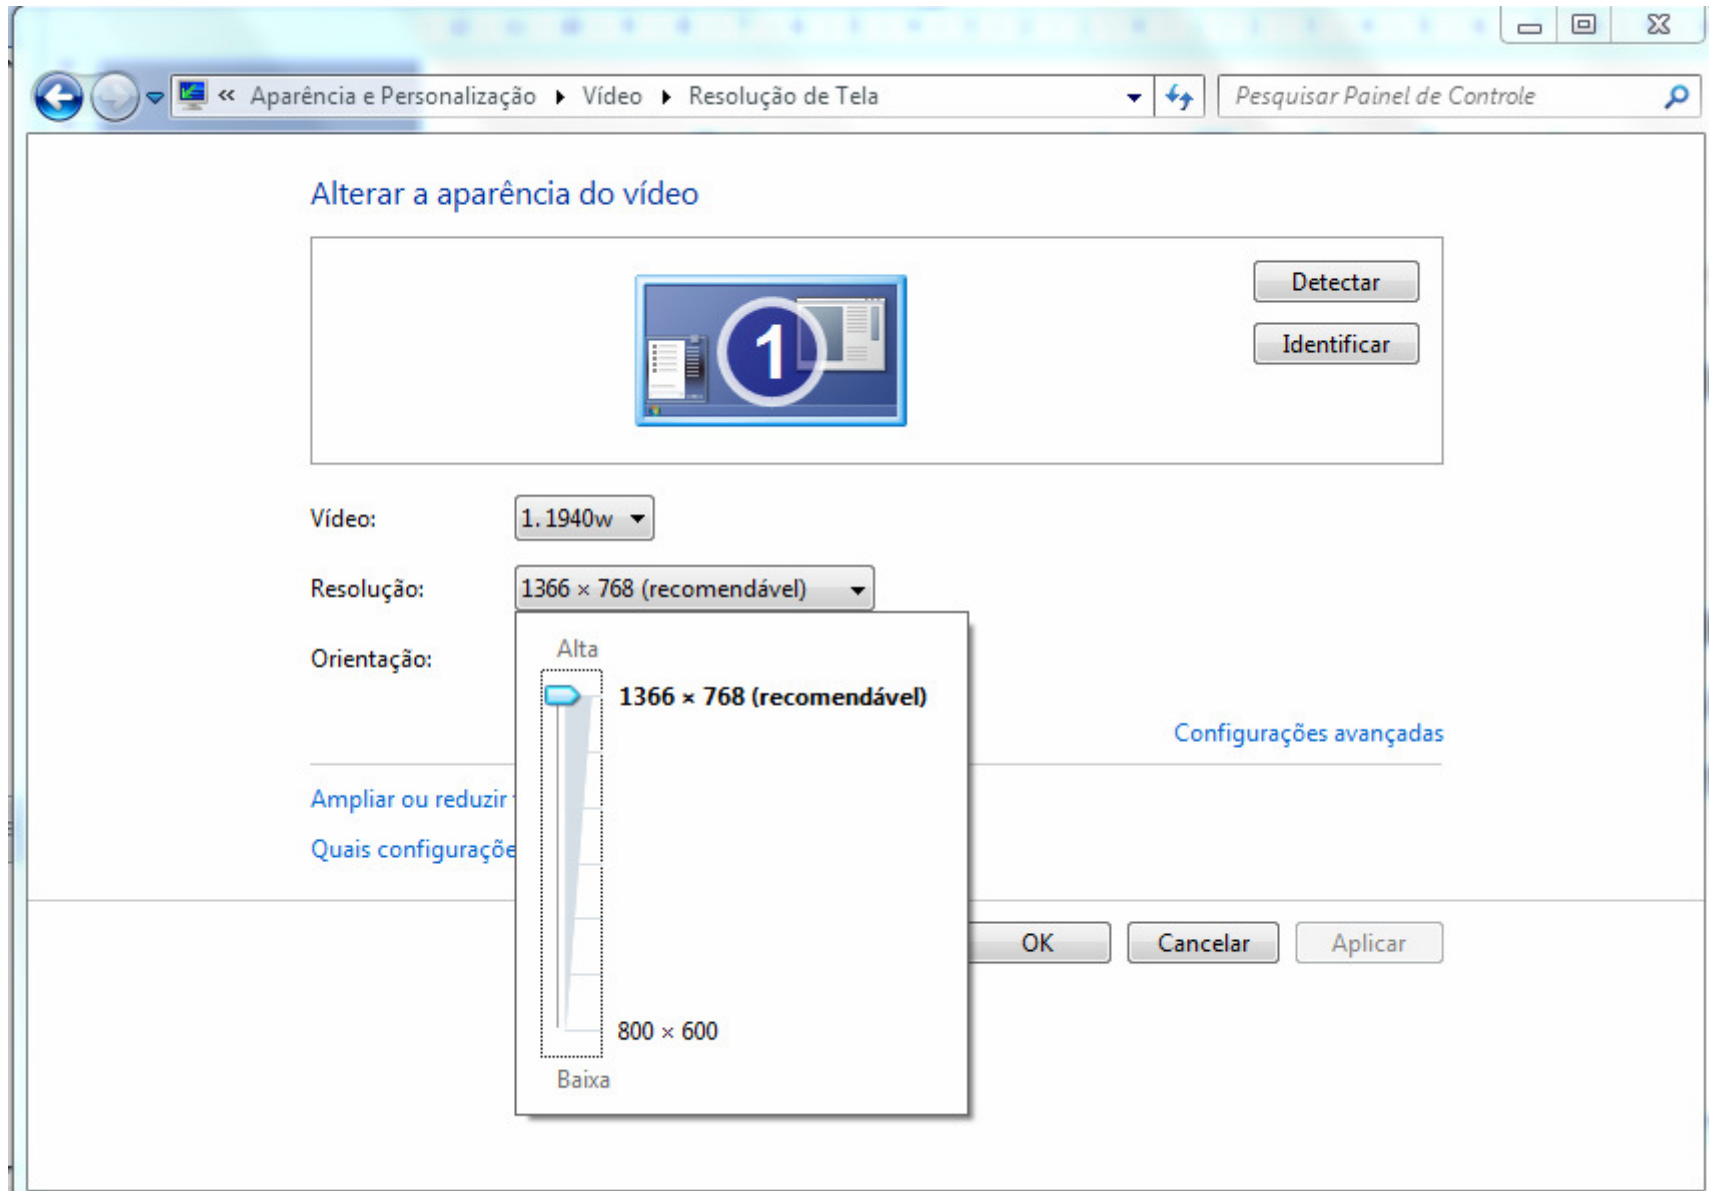 « Aparência e Personalização ▸ Vídeo ▸ Resolução de Tela
Pesquisar Painel de Controle
Alterar a aparência do vídeo
1
Detectar
Identificar
Vídeo: 1. 1940w
Resolução: 1366 × 768 (recomendável)
Orientação:
Alta
1366 × 768 (recomendável)
Configurações avançadas
Ampliar ou reduzir
Quais
800 × 600
Baixa
OK Cancelar Aplicar